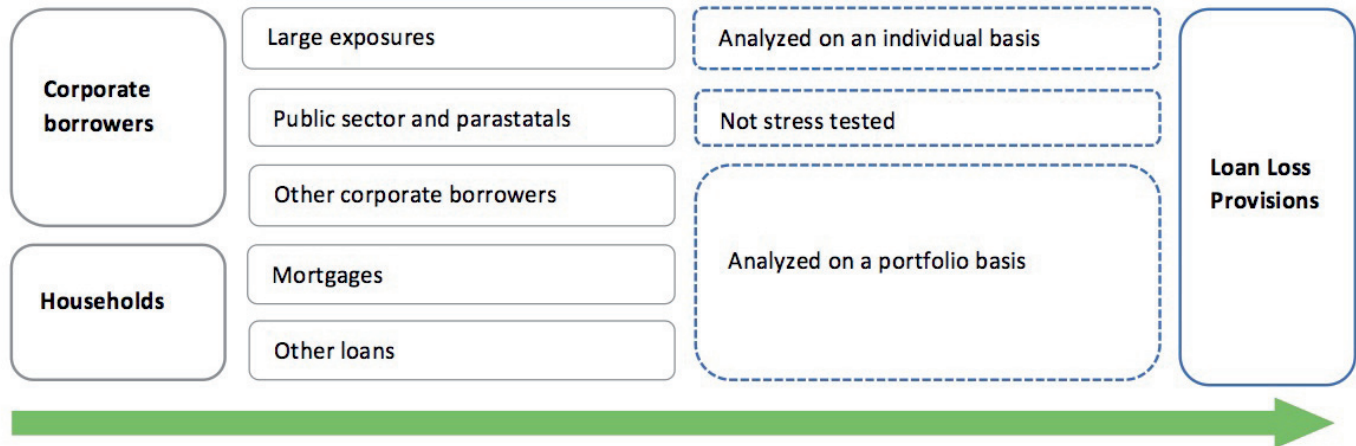 Corporate
borrowers
Large exposures
Analyzed on an individual basis
Public sector and parastatals
Not stress tested
Other corporate borrowers
Households
Mortgages
Other loans
Analyzed on a portfolio basis
Loan Loss
Provisions